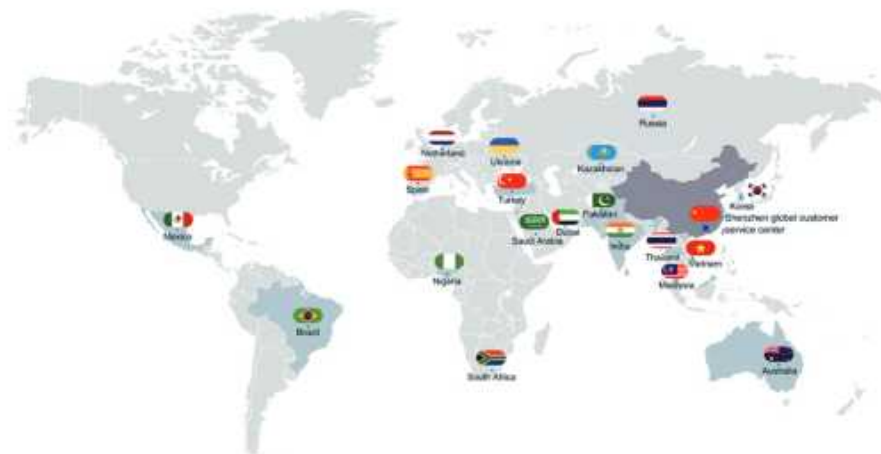 Russia
Netherland
Ukraine
Kazakhstan
Spain
Turkey
Korea
Pakistan
Shenzhen global customer
service center
Mexico
Saudi Arabia
Dubai
India
Thailand
Vietnam
Nigeria
Malaysia
Brazil
South Africa
Australia